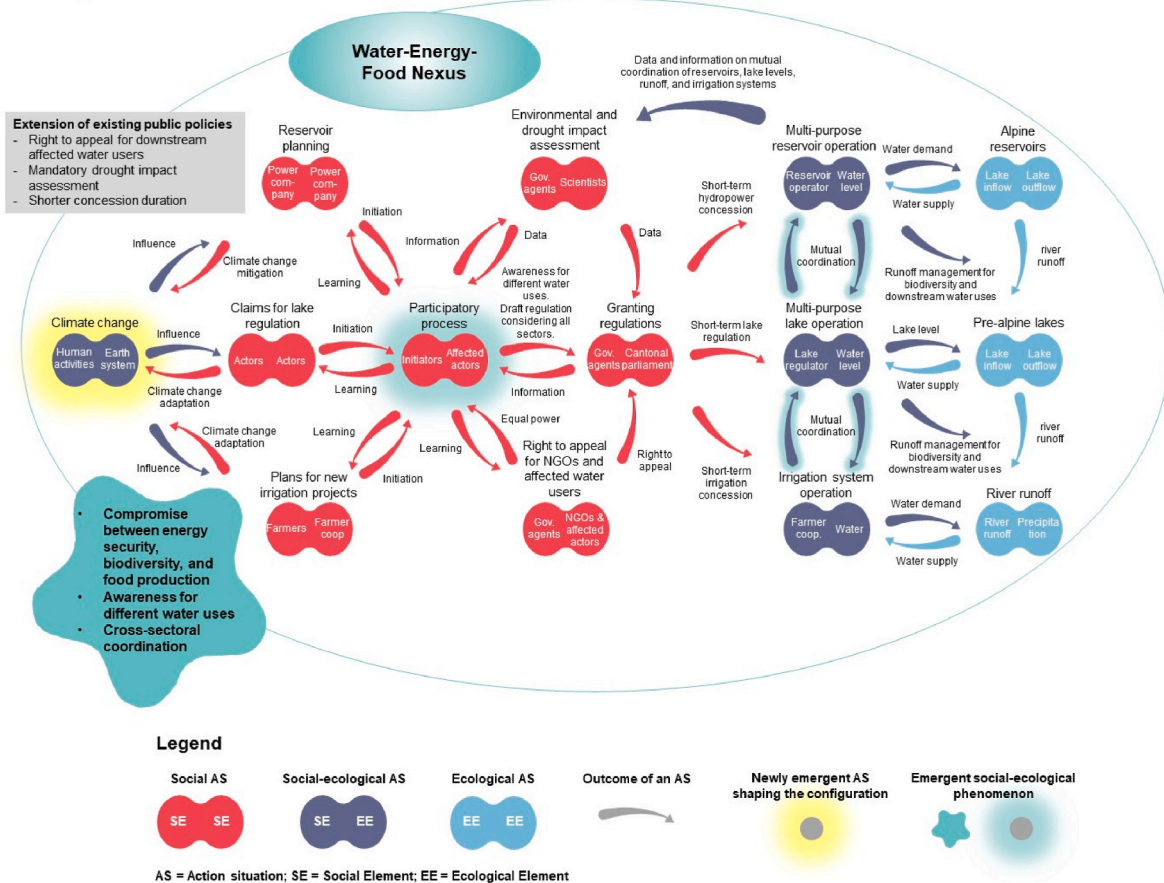 Water-Energy-
Food Nexus
Data and information on mutual
coordination of reservoirs, lake levels,
runoff, and irrigation systems
Extension of existing public policies
- Right to appeal for downstream
affected water users
- Mandatory drought impact
assessment
- Shorter concession duration
Reservoir
planning
Power
com-
pany
Power
com-
pany
Environmental and
drought impact
assessment
Gov.
agents
Scientists
Multi-purpose
reservoir operation
Reservoir
operator
Water
level
Water demand
Water supply
Alpine
reservoirs
Lake
inflow
Lake
outflow
Influence
Climate change
mitigation
Initiation
Learning
Information
Data
Awareness for
different water
uses.
Draft regulation
considering all
sectors.
Data
Short-term
hydropower
concession
Mutual
coordination
Runoff management for
biodiversity and
downstream water uses
river
runoff
Climate change
Human
activities
Earth
system
Influence
Climate change
adaptation
Claims for lake
regulation
Actors
Actors
Initiation
Learning
Participatory
process
Initiators
Affected
actors
Information
Granting
regulations
Gov.
agents
Cantonal
parliament
Short-term lake
regulation
Multi-purpose
lake operation
Lake
regulator
Water
level
Lake level
Water supply
Pre-alpine lakes
Lake
inflow
Lake
outflow
Climate change
adaptation
Influence
Learning
Initiation
Equal power
Learning
Right to
appeal
Short-term
irrigation
concession
Mutual
coordination
Runoff management for
biodiversity and
downstream water uses
river
runoff
Plans for new
irrigation projects
Farmers
Farmer
coop
Right to appeal
for NGOs and
affected water
users
Gov.
agents
NGOs &
affected
actors
Irrigation system
operation
Farmer
coop.
Water
Water demand
Water supply
River runoff
River
runoff
Precipita
tion
• Compromise
between energy
security,
biodiversity, and
food production
• Awareness for
different water uses
• Cross-sectoral
coordination
Legend
Social AS
SE SE
Social-ecological AS
SE EE
Ecological AS
EE EE
Outcome of an AS
Newly emergent AS
shaping the configuration
Emergent social-ecological
phenomenon
AS = Action situation; SE = Social Element; EE = Ecological Element